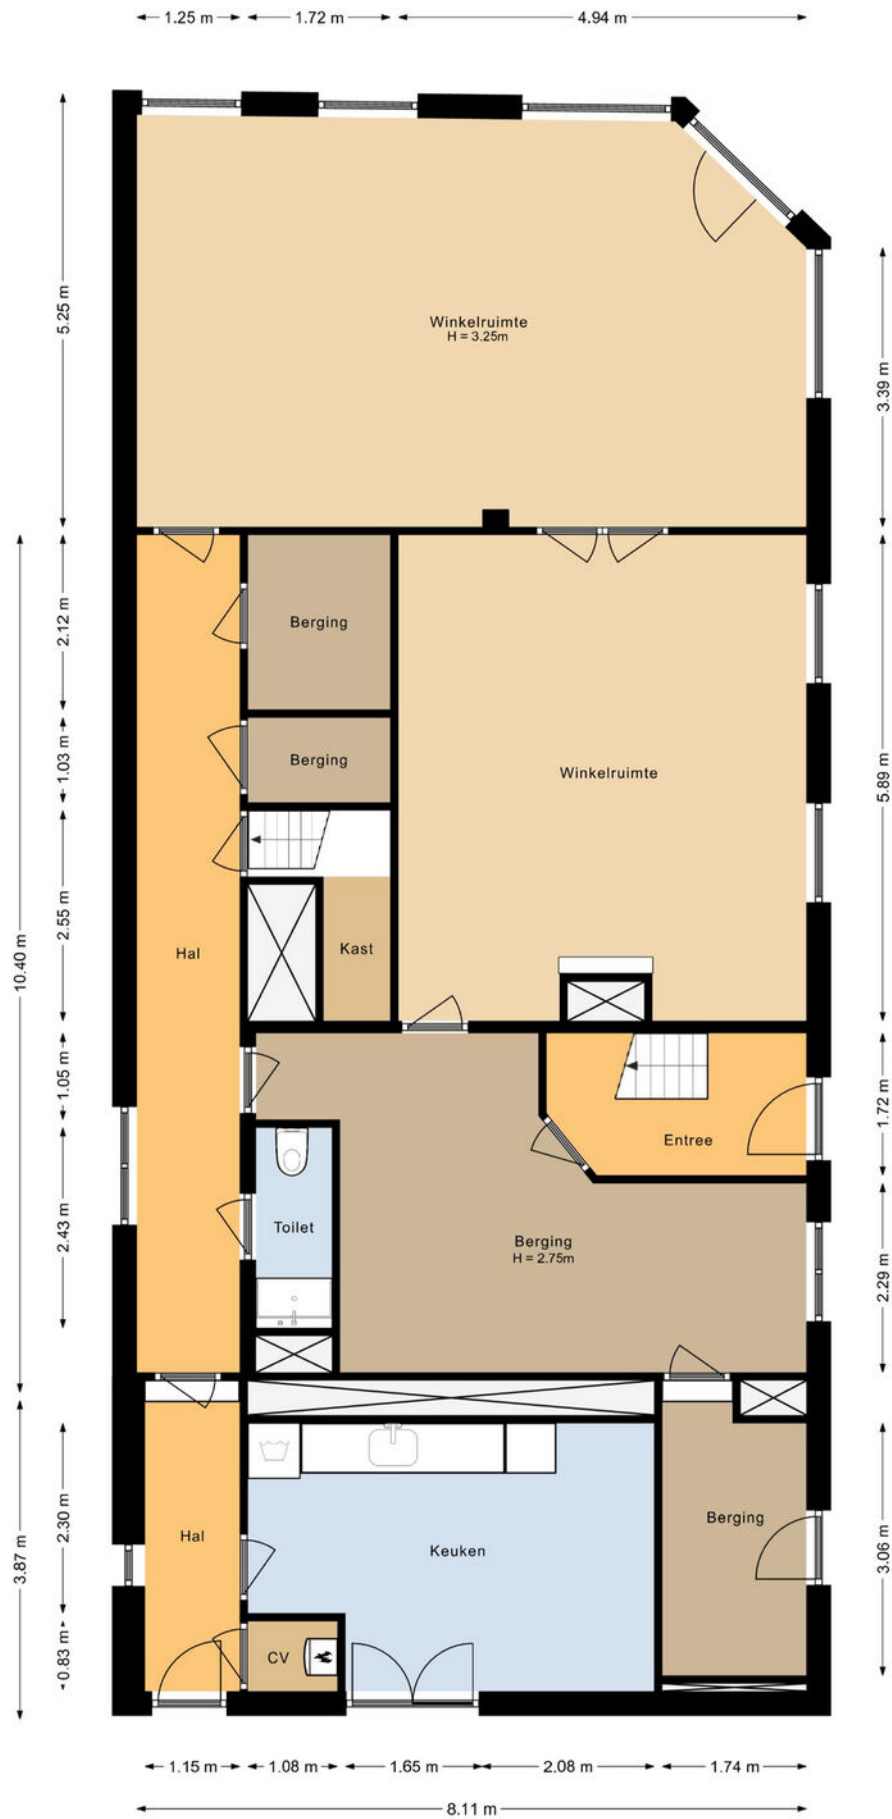 1.25 m
1.72 m
4.94 m
5.25 m
3.39 m
Winkelruimte
H = 3.25m
2.12 m
Berging
1.03 m
Berging
Winkelruimte
5.89 m
10.40 m
2.55 m
Hal
Kast
1.05 m
1.72 m
Entree
2.43 m
Toilet
Berging
H = 2.75m
2.29 m
3.87 m
2.30 m
Hal
Keuken
Berging
3.06 m
0.83 m
CV
1.15 m
1.08 m
1.65 m
2.08 m
1.74 m
8.11 m